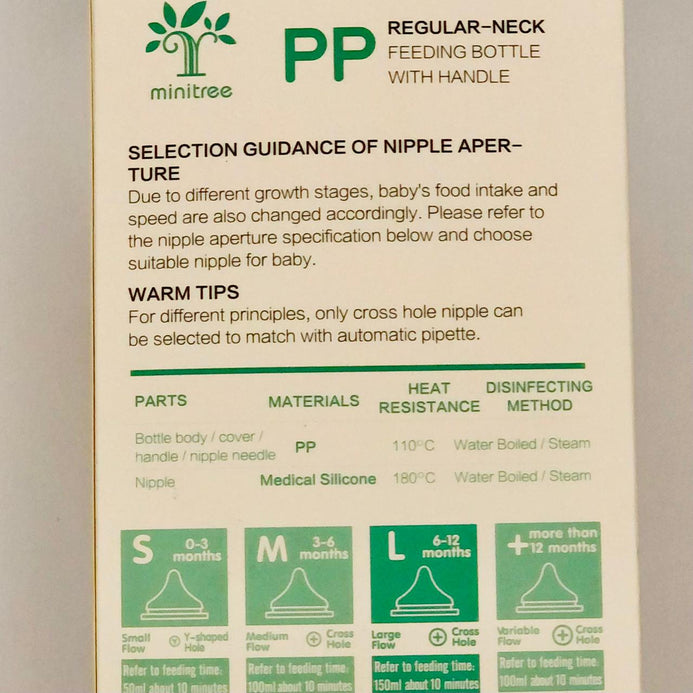 minitree
PP
REGULAR-NECK
FEEDING BOTTLE
WITH HANDLE
SELECTION GUIDANCE OF NIPPLE APER-
TURE
Due to different growth stages, baby's food intake and
speed are also changed accordingly. Please refer to
the nipple aperture specification below and choose
suitable nipple for baby.
WARM TIPS
For different principles, only cross hole nipple can
be selected to match with automatic pipette.
PARTS MATERIALS HEAT RESISTANCE DISINFECTING METHOD
Bottle body / cover /
handle / nipple needle PP 110°C Water Boiled / Steam
Nipple Medical Silicone 180°C Water Boiled / Steam
S 0-3 months
M 3-6 months
L 6-12 months
+ more than 12 months
Small Flow Y-shaped Hole
Medium Flow Cross Hole
Large Flow Cross Hole
Variable Flow Cross Hole
Refer to feeding time: 50ml about 10 minutes
Refer to feeding time: 100ml about 10 minutes
Refer to feeding time: 150ml about 10 minutes
Refer to feeding time: 100ml about 10 minutes